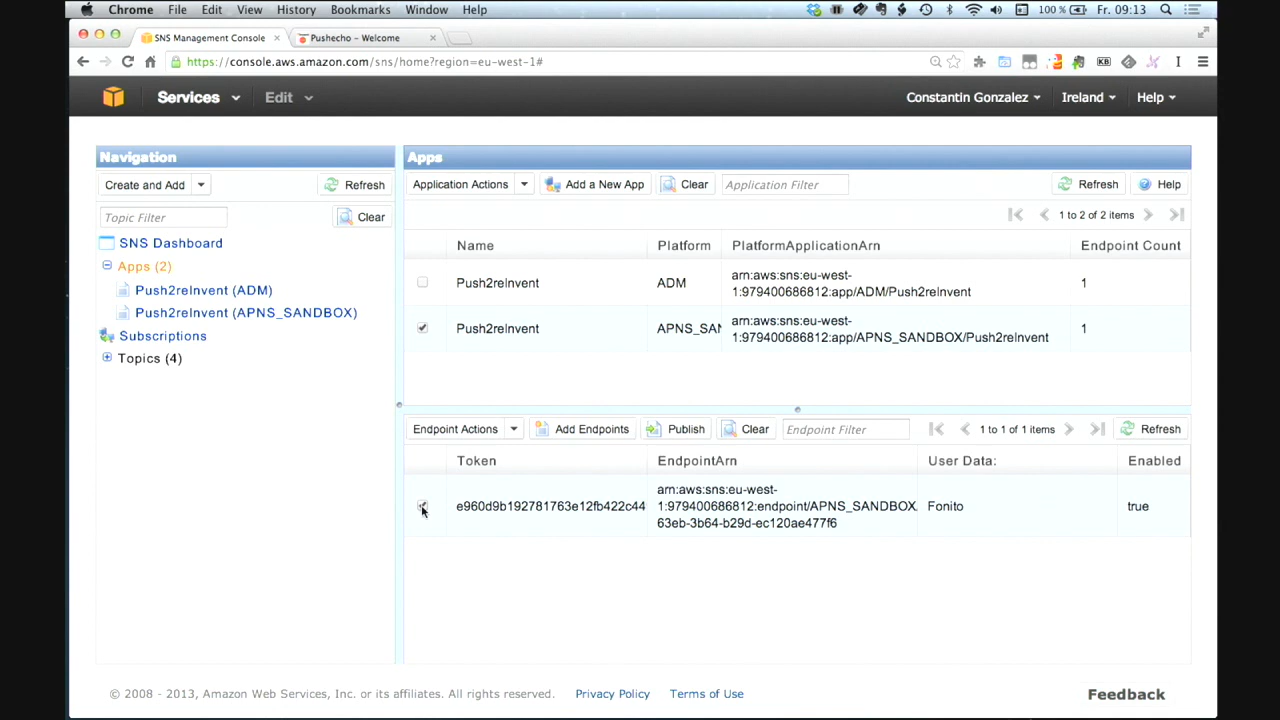 Chrome File Edit View History Bookmarks Window Help 100 % Fr. 09:13
SNS Management Console Pushecho – Welcome
https://console.aws.amazon.com/sns/home?region=eu-west-1#
Services Edit Constantin Gonzalez Ireland Help
Navigation
Create and Add Refresh
Topic Filter Clear
SNS Dashboard
Apps (2)
Push2reInvent (ADM)
Push2reInvent (APNS_SANDBOX)
Subscriptions
Topics (4)
Apps
Application Actions Add a New App Clear Application Filter Refresh Help
1 to 2 of 2 items
Name Platform PlatformApplicationArn Endpoint Count
Push2reInvent ADM arn:aws:sns:eu-west-
1:979400686812:app/ADM/Push2reInvent 1
Push2reInvent APNS_SAN arn:aws:sns:eu-west-
1:979400686812:app/APNS_SANDBOX/Push2reInvent 1
Endpoint Actions Add Endpoints Publish Clear Endpoint Filter 1 to 1 of 1 items Refresh
Token EndpointArn User Data: Enabled
e960d9b192781763e12fb422c44 arn:aws:sns:eu-west-
1:979400686812:endpoint/APNS_SANDBOX Fonito true
63eb-3b64-b29d-ec120ae477f6
© 2008 - 2013, Amazon Web Services, Inc. or its affiliates. All rights reserved. Privacy Policy Terms of Use Feedback